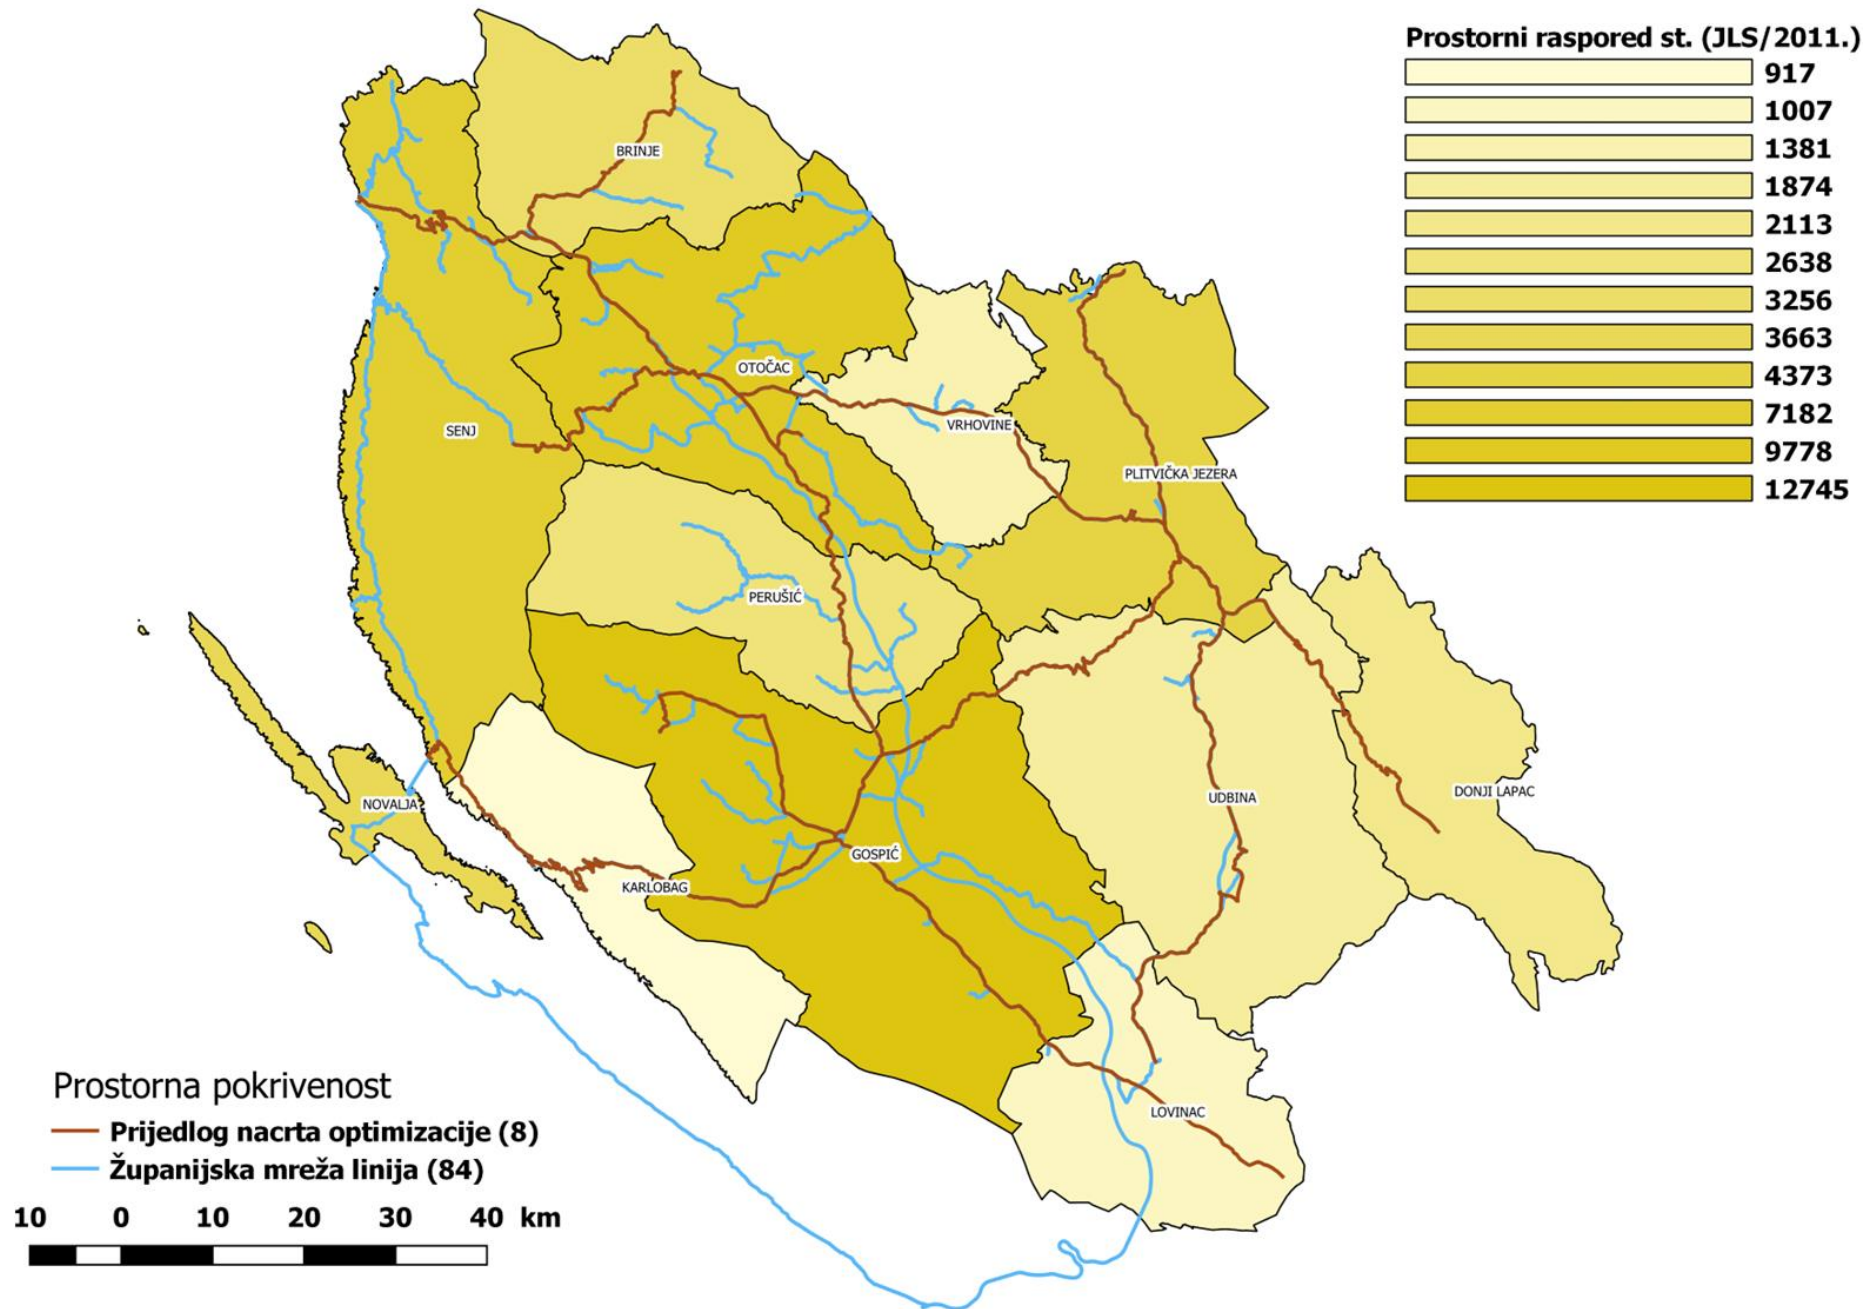 Prostorni raspored st. (JLS/2011.)
917
1007
1381
1874
2113
2638
3256
3663
4373
7182
9778
12745
BRINJE
OTOČAC
VRHOVINE
SENJ
PLITVIČKA JEZERA
PERUŠIĆ
NOVALJA
UDBINA
DONJI LAPAC
GOSPIĆ
KARLOBAG
LOVINAC
Prostorna pokrivenost
Prijedlog nacrta optimizacije (8)
Županijska mreža linija (84)
10 0 10 20 30 40 km